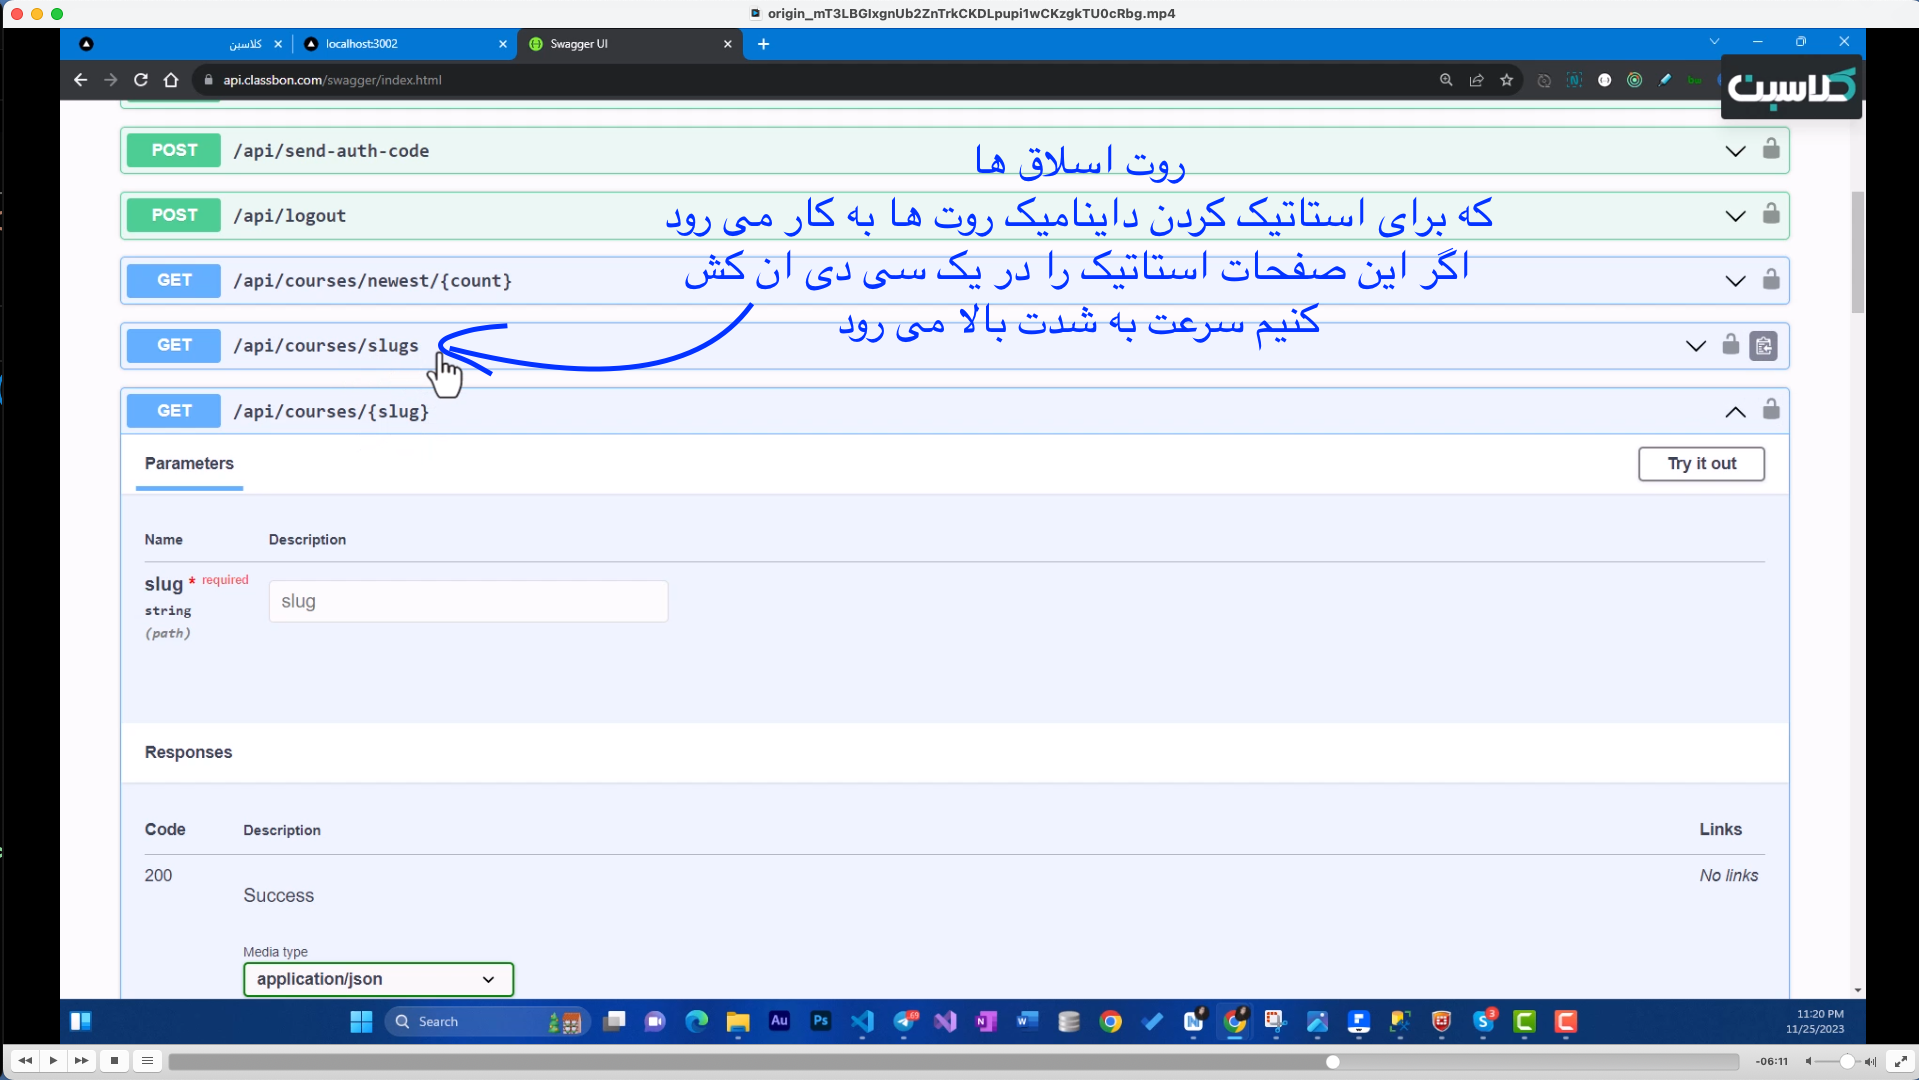 origin_mT3LBGIxgnUb2ZnTrkCKDLpupi1wCKzgkTU0cRbg.mp4
کلاسبن
localhost:3002
Swagger UI
api.classbon.com/swagger/index.html
کلاسبن
POST /api/send-auth-code
روت اسلاق ها
POST /api/logout
که برای استاتیک کردن داینامیک روت ها به کار می رود
GET /api/courses/newest/{count}
اگر این صفحات استاتیک را در یک سی دی ان کش
کنیم سرعت به شدت بالا می رود
GET /api/courses/slugs
GET /api/courses/{slug}
Parameters
Try it out
Name Description
slug * required
string
(path)
slug
Responses
Code Description Links
200
Success
No links
Media type
application/json
Search
69
3
11:20 PM
11/25/2023
-06:11